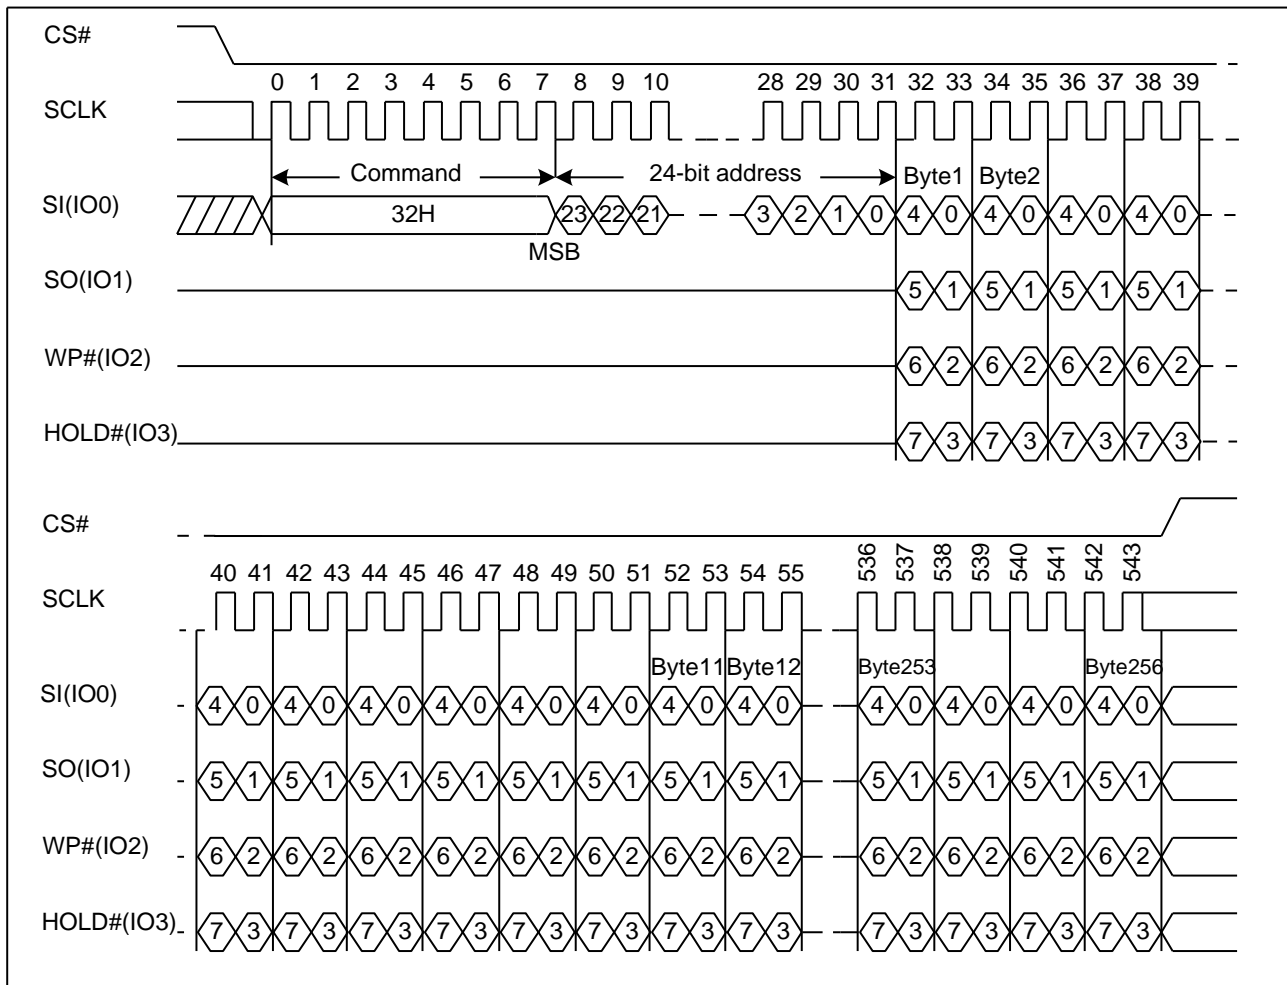 CS#
0 1 2 3 4 5 6 7 8 9 10 28 29 30 31 32 33 34 35 36 37 38 39
SCLK
Command 24-bit address Byte1 Byte2
SI(IO0) 32H 23 22 21 3 2 1 0 4 0 4 0 4 0 4 0
MSB
SO(IO1) 5 1 5 1 5 1 5 1
WP#(IO2) 6 2 6 2 6 2 6 2
HOLD#(IO3) 7 3 7 3 7 3 7 3
CS#
40 41 42 43 44 45 46 47 48 49 50 51 52 53 54 55 536 537 538 539 540 541 542 543
SCLK
Byte11 Byte12 Byte253 Byte256
SI(IO0) 4 0 4 0 4 0 4 0 4 0 4 0 4 0 4 0 4 0 4 0 4 0 4 0
SO(IO1) 5 1 5 1 5 1 5 1 5 1 5 1 5 1 5 1 5 1 5 1 5 1 5 1
WP#(IO2) 6 2 6 2 6 2 6 2 6 2 6 2 6 2 6 2 6 2 6 2 6 2 6 2
HOLD#(IO3) 7 3 7 3 7 3 7 3 7 3 7 3 7 3 7 3 7 3 7 3 7 3 7 3